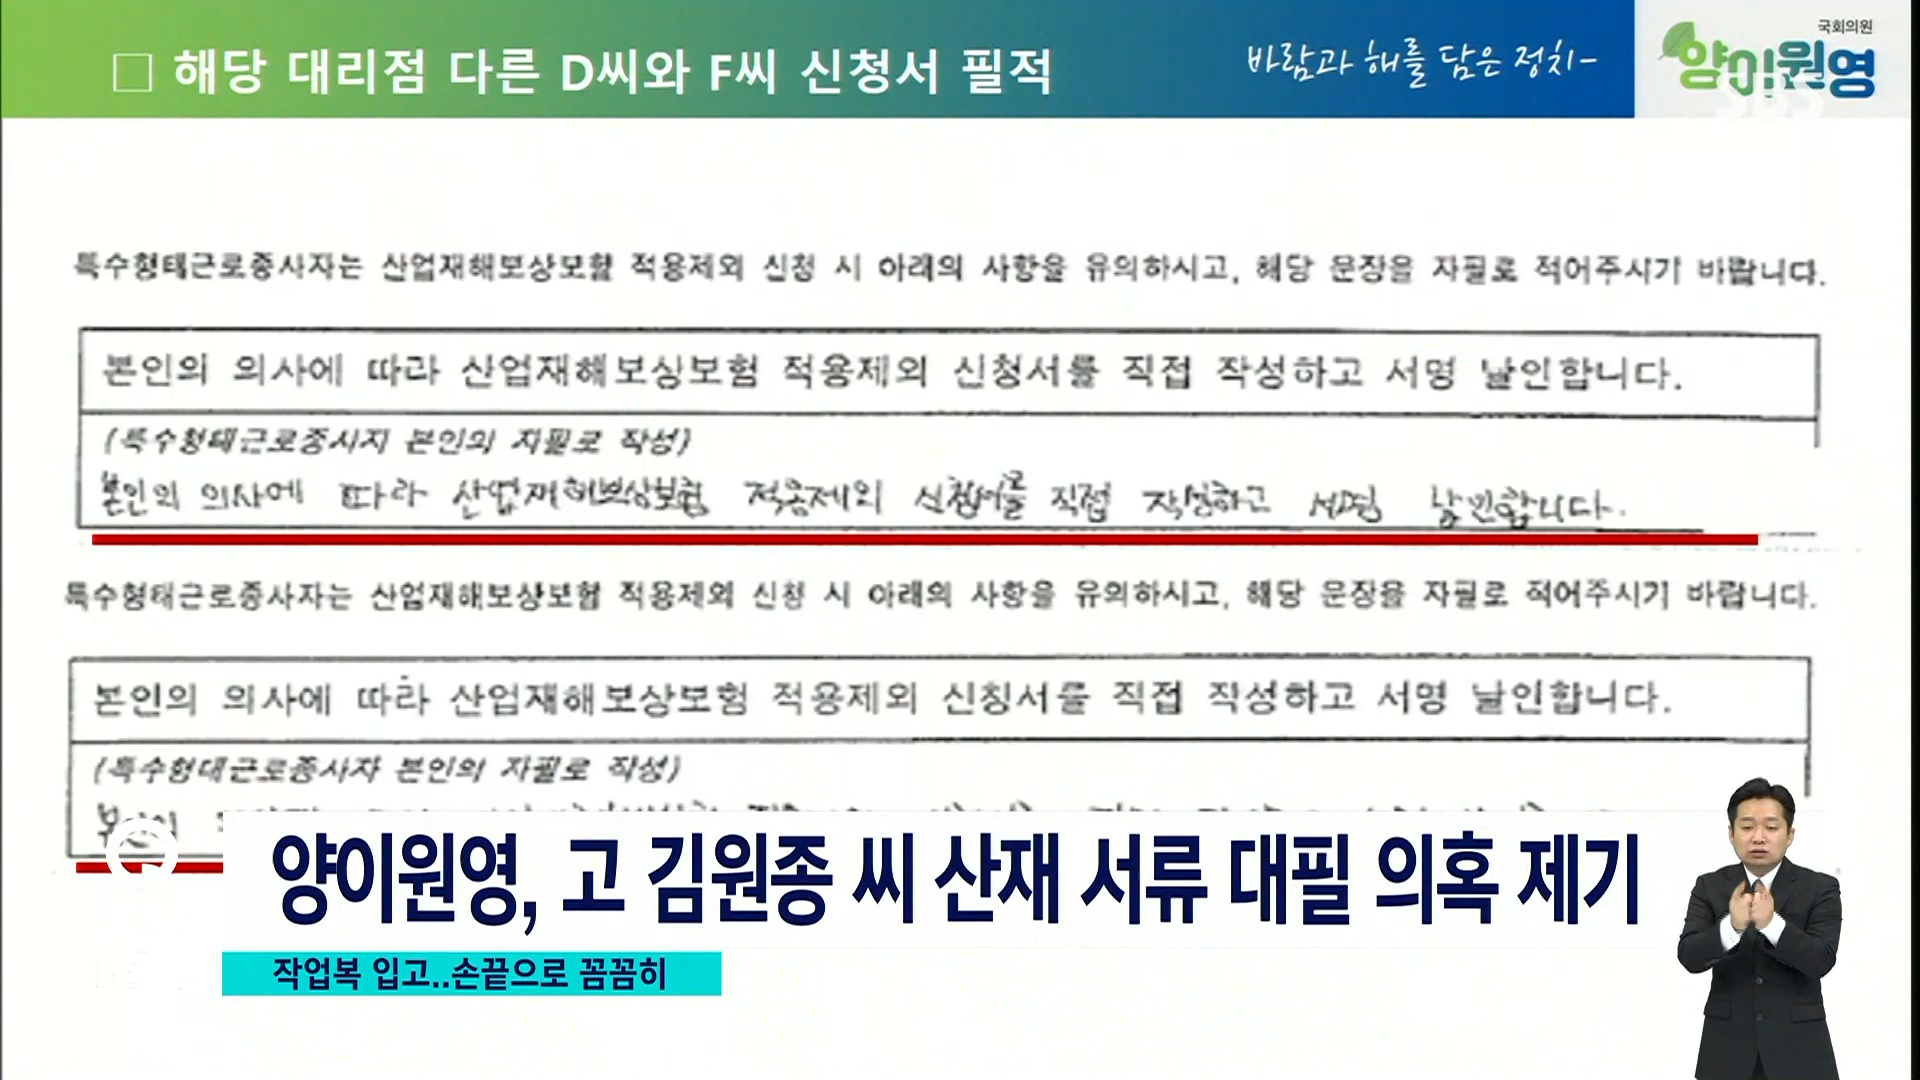 □ 해당 대리점 다른 D씨와 F씨 신청서 필적
바람과 해를 담은 정치-
국회의원
양이원영
SBS
특수형태근로종사자는 산업재해보상보험 적용제외 신청 시 아래의 사항을 유의하시고, 해당 문장을 자필로 적어주시기 바랍니다.
본인의 의사에 따라 산업재해보상보험 적용제외 신청서를 직접 작성하고 서명 날인합니다.
(특수형태근로종사자 본인의 자필로 작성)
본인의 의사에 따라 산업재해보상보험 적용제외 신청서를 직접 작성하고 서명 날인합니다.
특수형태근로종사자는 산업재해보상보험 적용제외 신청 시 아래의 사항을 유의하시고, 해당 문장을 자필로 적어주시기 바랍니다.
본인의 의사에 따라 산업재해보상보험 적용제외 신청서를 직접 작성하고 서명 날인합니다.
(특수형태근로종사자 본인의 자필로 작성)
양이원영, 고 김원종 씨 산재 서류 대필 의혹 제기
작업복 입고..손끝으로 꼼꼼히